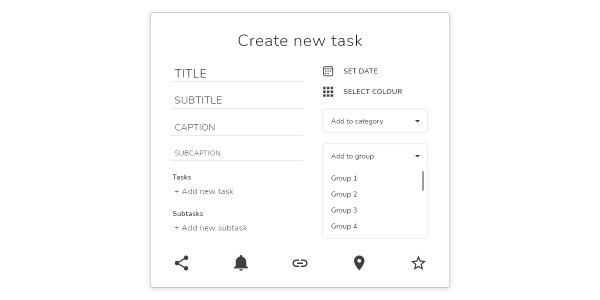 Create new task
TITLE
SUBTITLE
CAPTION
SUBCAPTION
Tasks
+ Add new task
Subtasks
+ Add new subtask
SET DATE
SELECT COLOUR
Add to category
Add to group
Group 1
Group 2
Group 3
Group 4